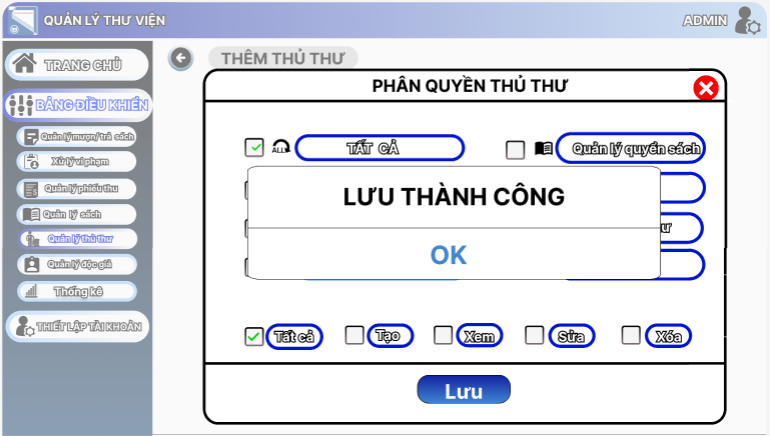 QUẢN LÝ THƯ VIỆN
ADMIN
TRANG CHỦ
THÊM THỦ THƯ
PHÂN QUYỀN THỦ THƯ
BẢNG ĐIỀU KHIỂN
Quản lý mượn/trả sách
Xử lý vi phạm
Quản lý phiếu thu
Quản lý sách
Quản lý thủ thư
Quản lý độc giả
Thống kê
THIẾT LẬP TÀI KHOẢN
ALL
TẤT CẢ
Quản lý quyển sách
LƯU THÀNH CÔNG
OK
Tất cả
Tạo
Xem
Sửa
Xóa
Lưu